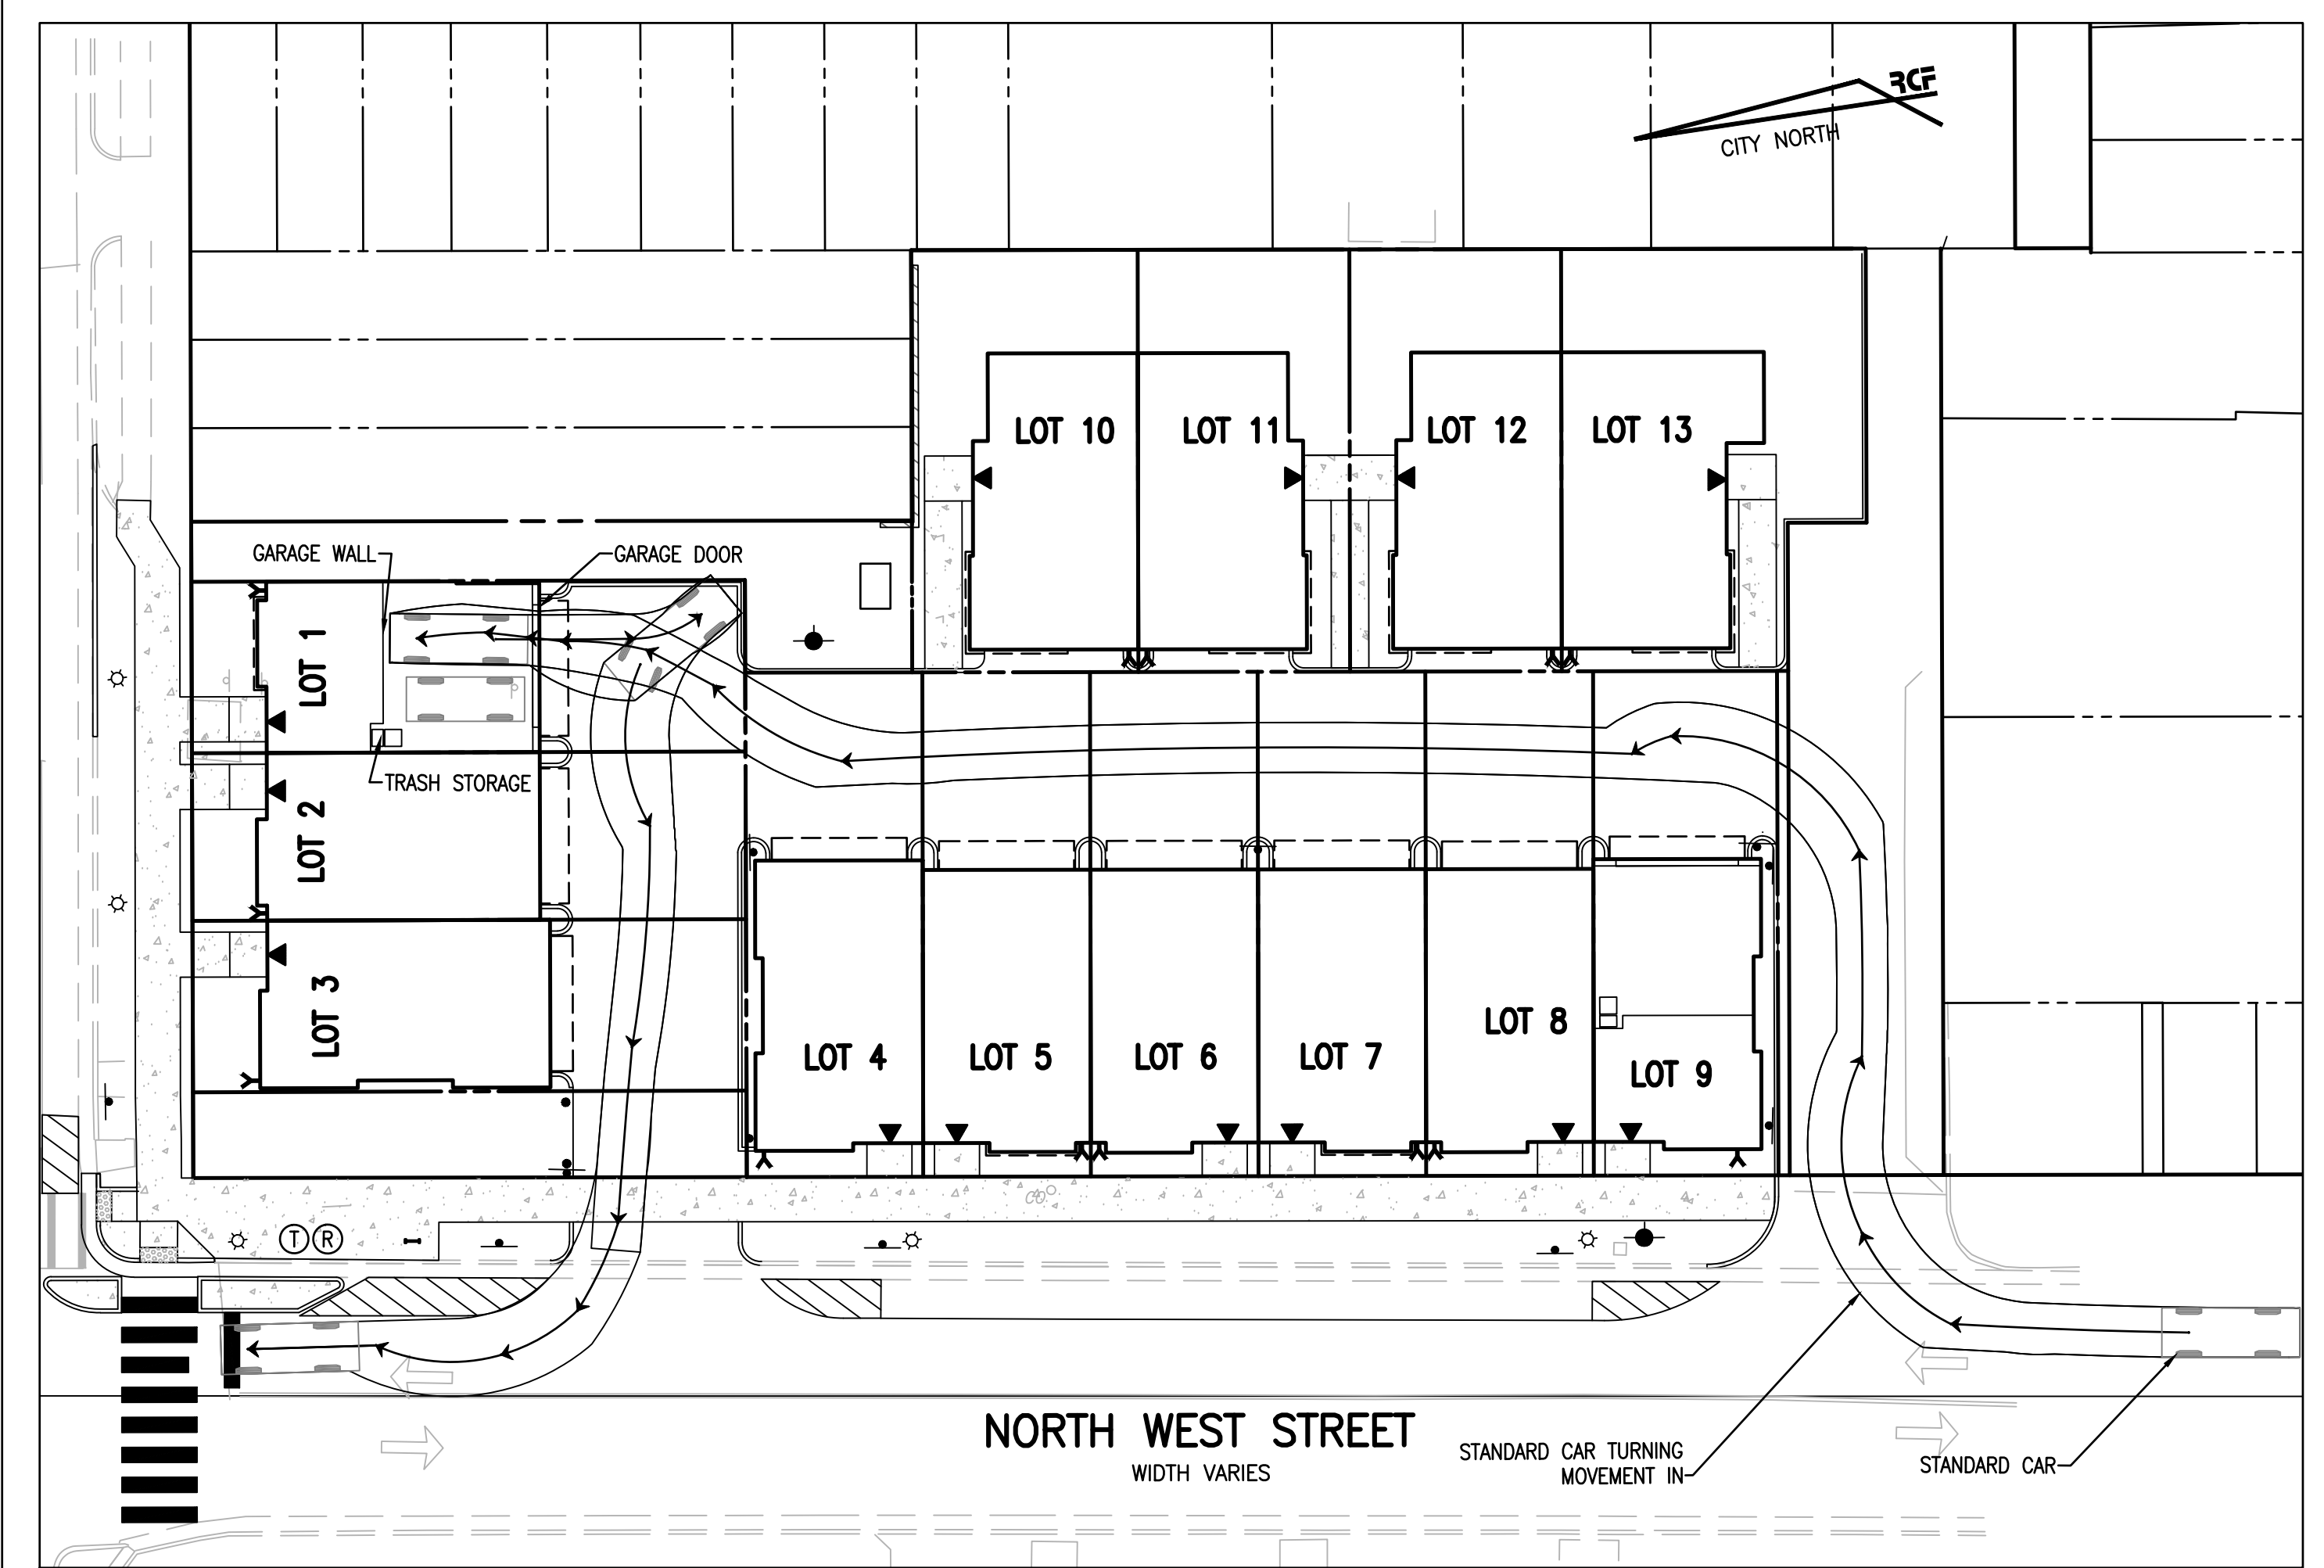 RCF
CITY NORTH
LOT 10
LOT 11
LOT 12
LOT 13
GARAGE WALL
GARAGE DOOR
LOT 1
TRASH STORAGE
LOT 2
LOT 3
LOT 4
LOT 5
LOT 6
LOT 7
LOT 8
LOT 9
CO
T
R
NORTH WEST STREET
WIDTH VARIES
STANDARD CAR TURNING
MOVEMENT IN
STANDARD CAR